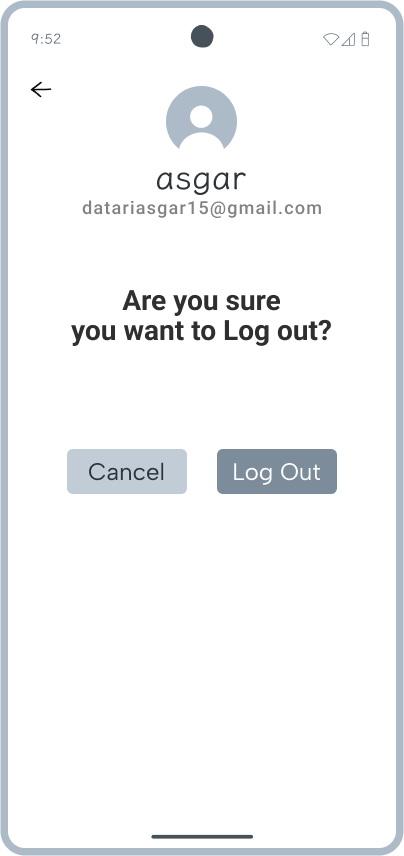 9:52
asgar
datariasgar15@gmail.com
Are you sure
you want to Log out?
Cancel
Log Out